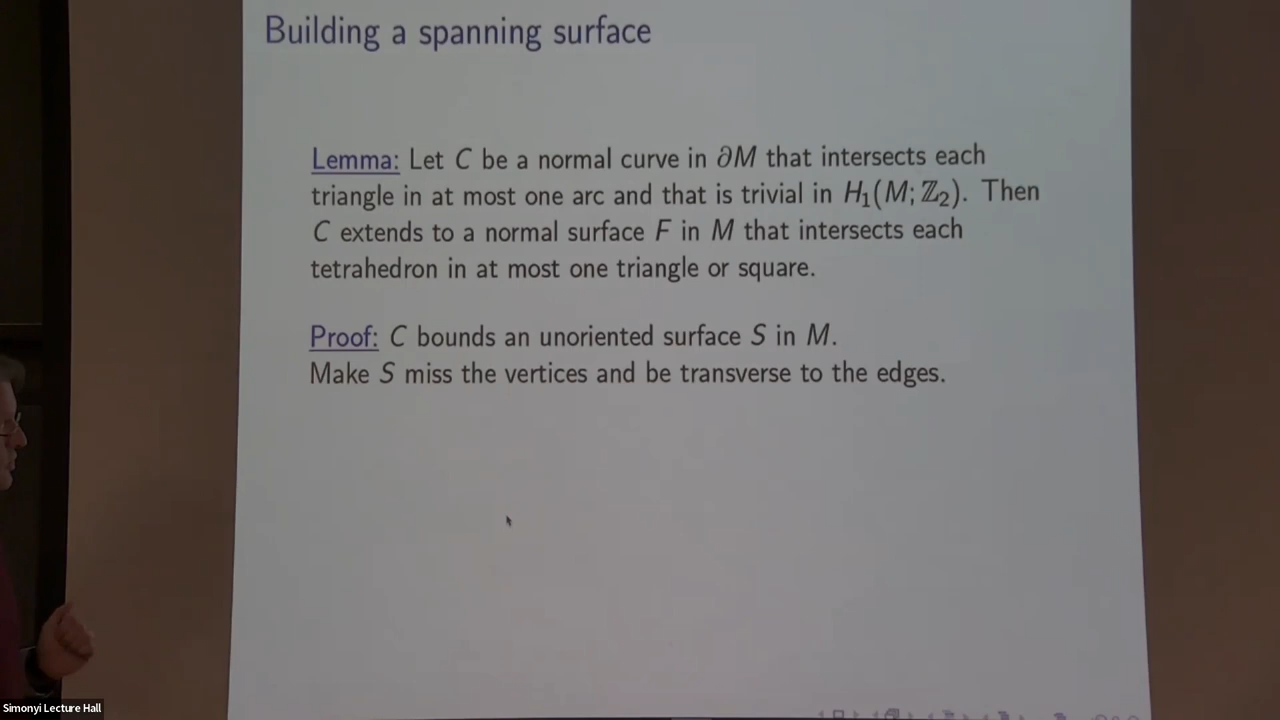 Building a spanning surface
Lemma: Let C be a normal curve in ∂M that intersects each
triangle in at most one arc and that is trivial in H₁(M; ℤ₂). Then
C extends to a normal surface F in M that intersects each
tetrahedron in at most one triangle or square.
Proof: C bounds an unoriented surface S in M.
Make S miss the vertices and be transverse to the edges.
Simonyi Lecture Hall